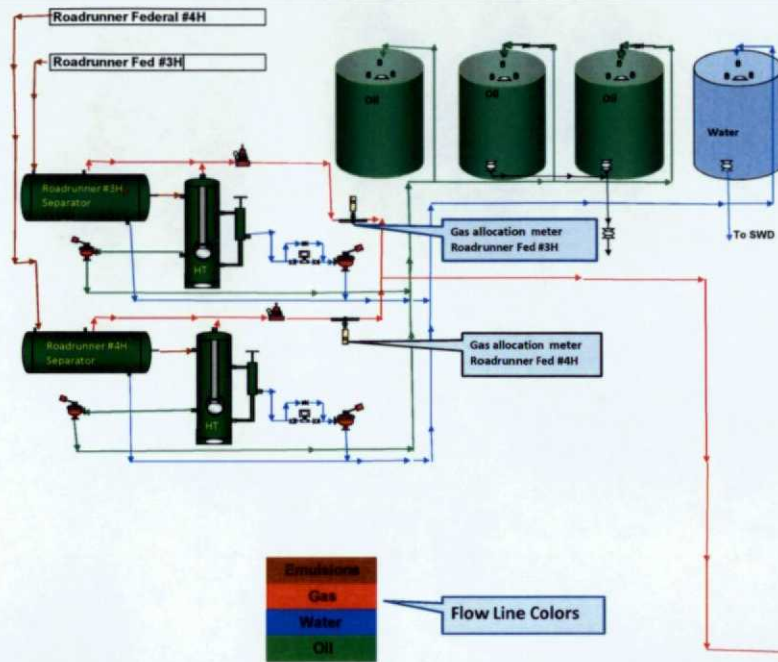 Roadrunner Federal #4H
Roadrunner Fed #3H
Oil
Oil
Oil
Water
Roadrunner #3H
Separator
HT
Gas allocation meter
Roadrunner Fed #3H
To SWD
Roadrunner #4H
Separator
HT
Gas allocation meter
Roadrunner Fed #4H
Emulsions
Gas
Water
Oil
Flow Line Colors